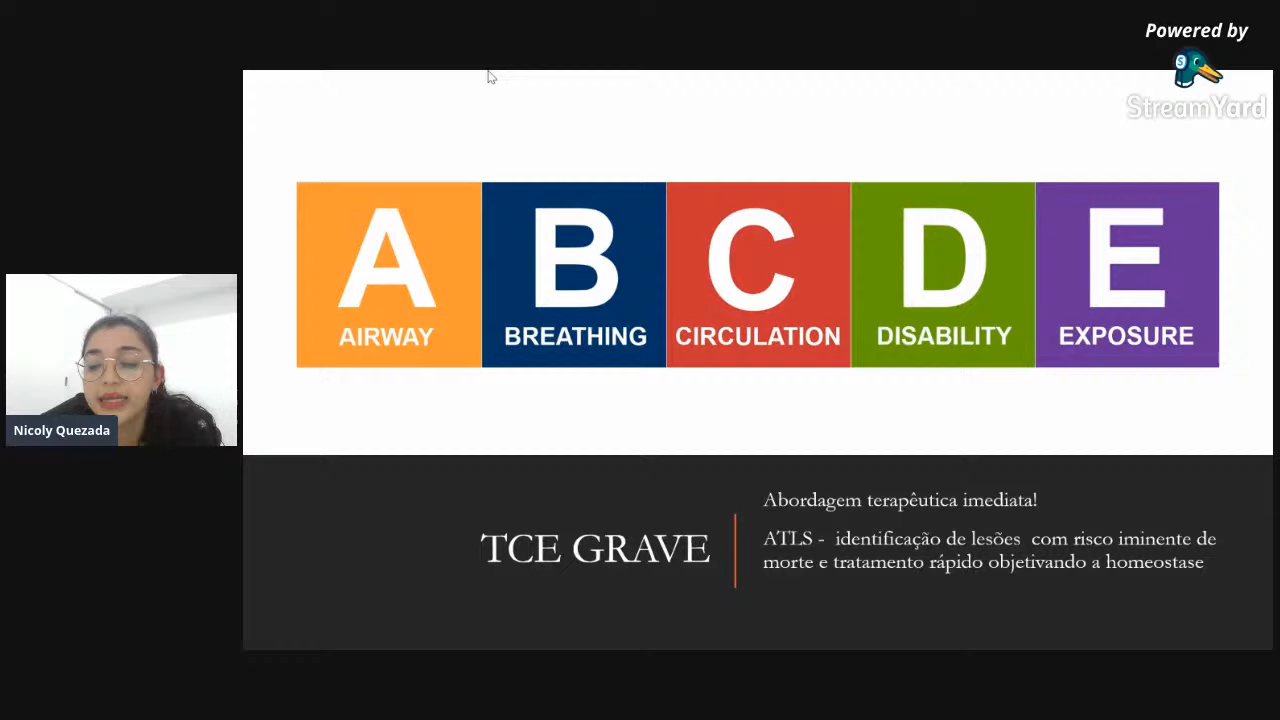 Powered by
StreamYard
A B C D E
AIRWAY BREATHING CIRCULATION DISABILITY EXPOSURE
Nicoly Quezada
TCE GRAVE
Abordagem terapêutica imediata!
ATLS - identificação de lesões com risco iminente de
morte e tratamento rápido objetivando a homeostase